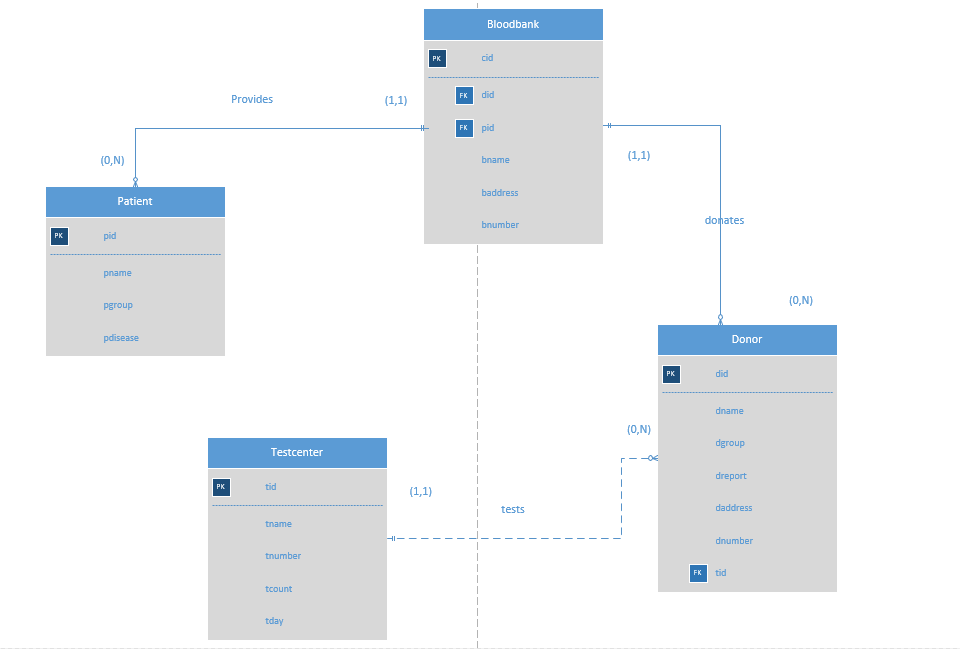 Bloodbank
PK cid
FK did
FK pid
bname
baddress
bnumber
Provides
(1,1)
(0,N)
(1,1)
donates
(0,N)
Patient
PK pid
pname
pgroup
pdisease
Donor
PK did
dname
dgroup
dreport
daddress
dnumber
FK tid
(0,N)
Testcenter
PK tid
tname
tnumber
tcount
tday
(1,1)
tests